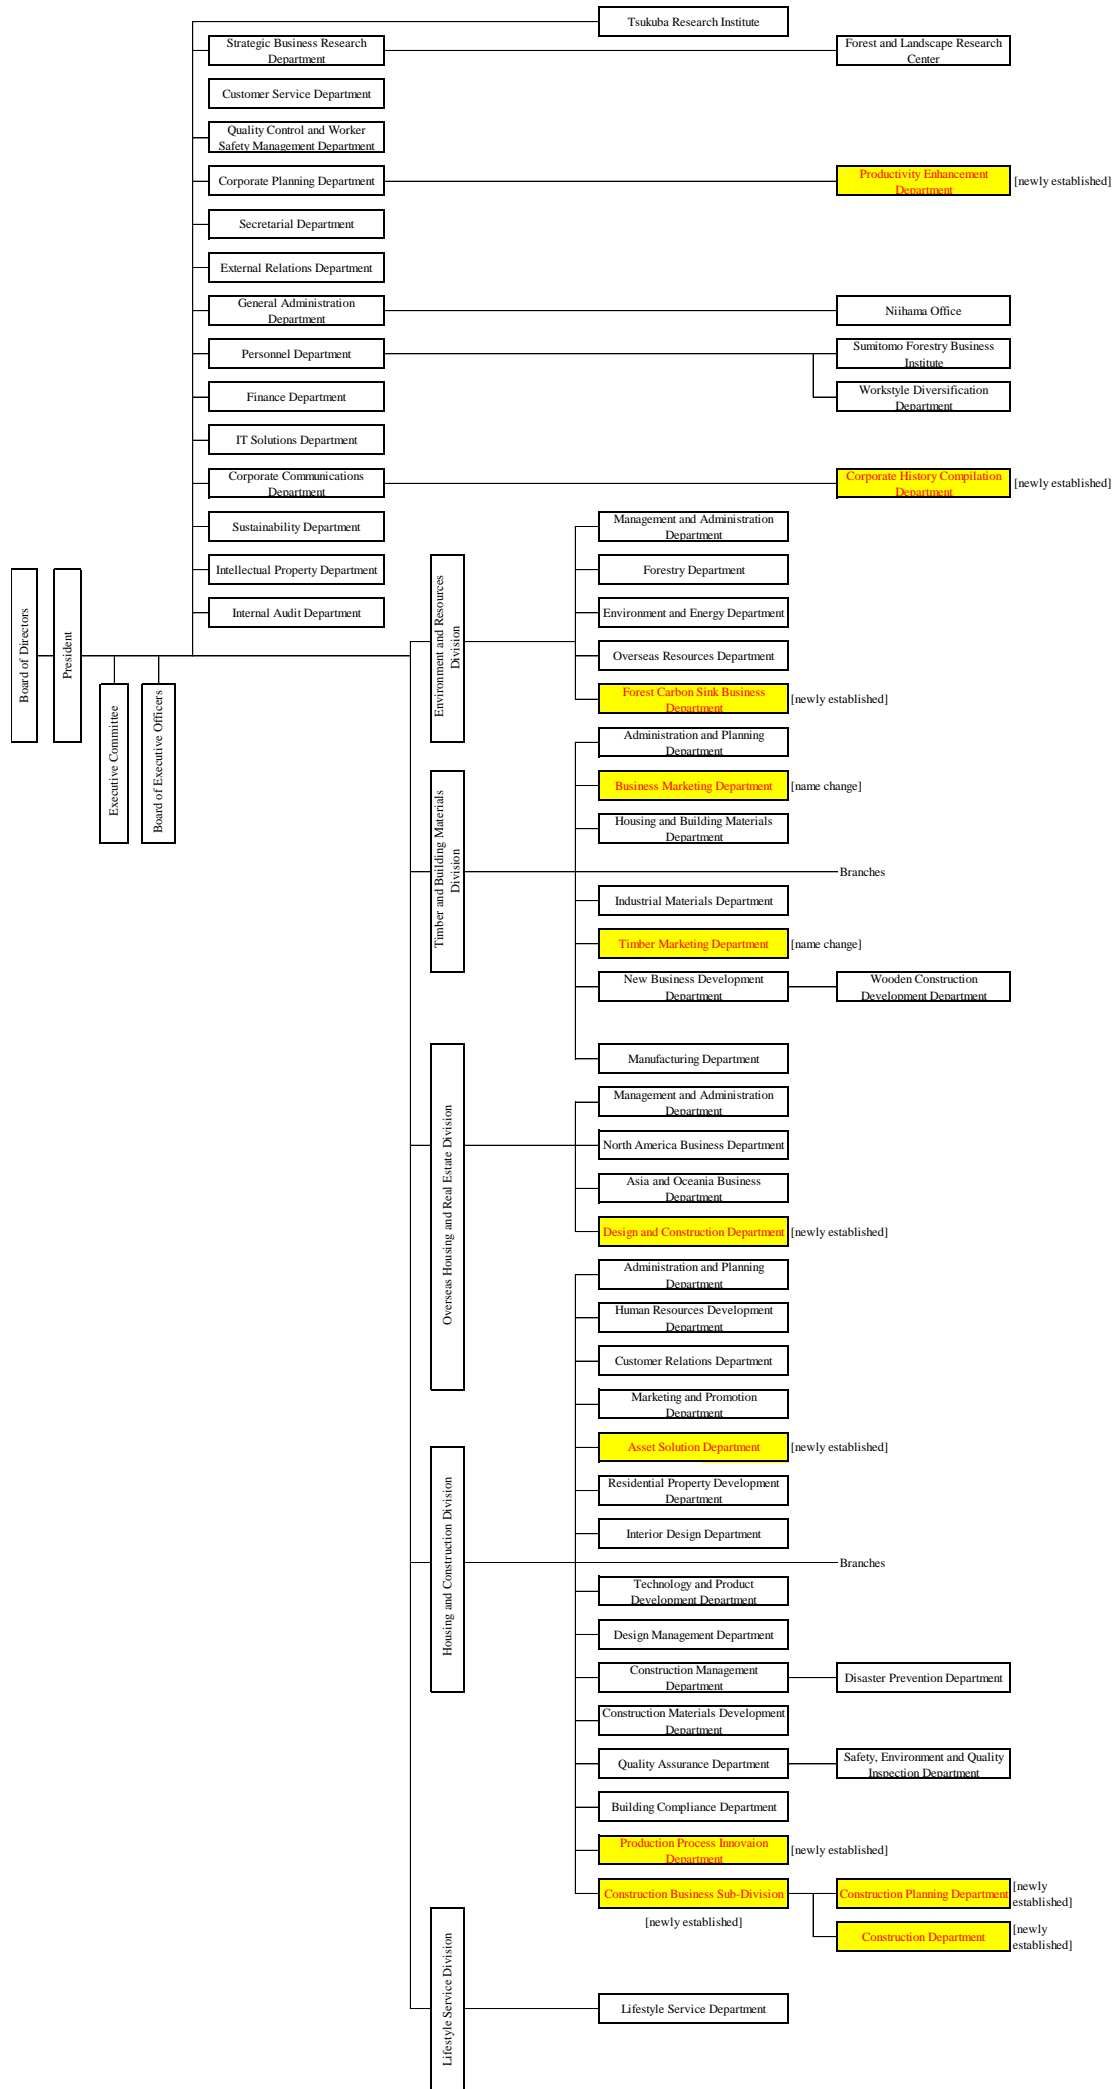 Tsukuba Research Institute
Strategic Business Research
Department
Forest and Landscape Research
Center
Customer Service Department
Quality Control and Worker
Safety Management Department
Corporate Planning Department
Productivity Enhancement
Department
[newly established]
Secretarial Department
External Relations Department
General Administration
Department
Niihama Office
Personnel Department
Sumitomo Forestry Business
Institute
Workstyle Diversification
Department
Finance Department
IT Solutions Department
Corporate Communications
Department
Corporate History Compilation
Department
[newly established]
Sustainability Department
Intellectual Property Department
Internal Audit Department
Board of Directors
President
Executive Committee
Board of Executive Officers
Environment and Resources
Division
Management and Administration
Department
Forestry Department
Environment and Energy Department
Overseas Resources Department
Forest Carbon Sink Business
Department
[newly established]
Timber and Building Materials
Division
Administration and Planning
Department
Business Marketing Department
[name change]
Housing and Building Materials
Department
Branches
Industrial Materials Department
Timber Marketing Department
[name change]
New Business Development
Department
Wooden Construction
Development Department
Manufacturing Department
Overseas Housing and Real Estate Division
Management and Administration
Department
North America Business Department
Asia and Oceania Business
Department
Design and Construction Department
[newly established]
Housing and Construction Division
Administration and Planning
Department
Human Resources Development
Department
Customer Relations Department
Marketing and Promotion
Department
Asset Solution Department
[newly established]
Residential Property Development
Department
Interior Design Department
Branches
Technology and Product
Development Department
Design Management Department
Construction Management
Department
Disaster Prevention Department
Construction Materials Development
Department
Quality Assurance Department
Safety, Environment and Quality
Inspection Department
Building Compliance Department
Production Process Innovaion
Department
[newly established]
Construction Business Sub-Division
[newly established]
Construction Planning Department
[newly
established]
Construction Department
[newly
established]
Lifestyle Service Division
Lifestyle Service Department